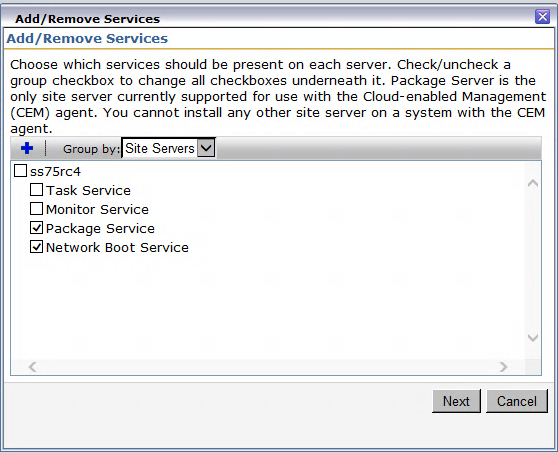 Add/Remove Services
Add/Remove Services
Choose which services should be present on each server. Check/uncheck a
group checkbox to change all checkboxes underneath it. Package Server is the
only site server currently supported for use with the Cloud-enabled Management
(CEM) agent. You cannot install any other site server on a system with the CEM
agent.
Group by: Site Servers
ss75rc4
Task Service
Monitor Service
Package Service
Network Boot Service
Next Cancel